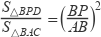 S△BPD / S△BAC = (BP/AB)²